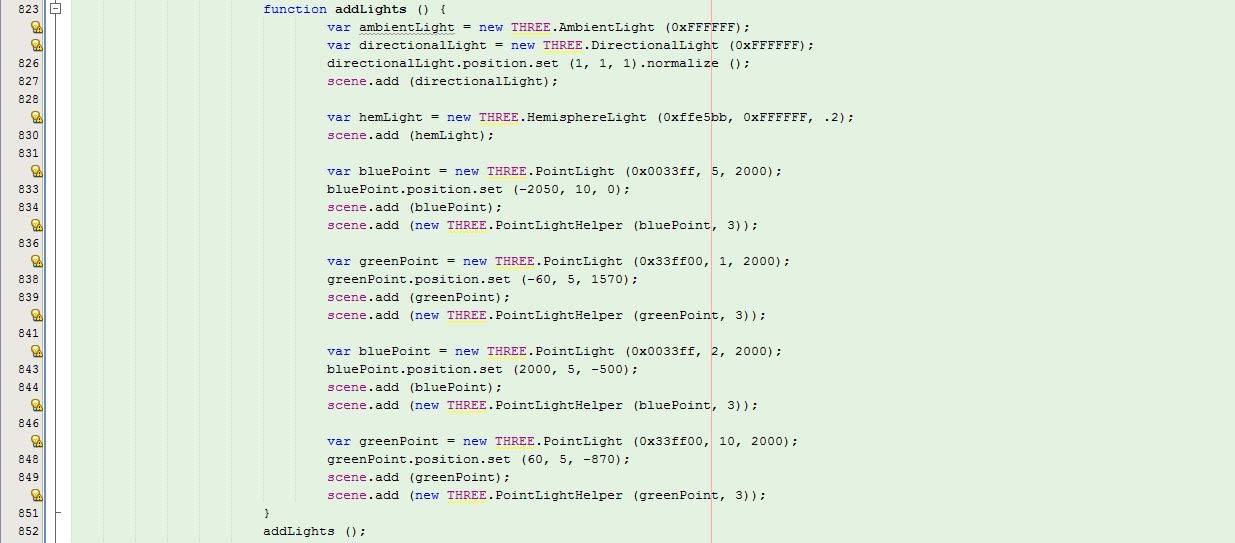 823 function addLights () {
var ambientLight = new THREE.AmbientLight (0xFFFFFF);
var directionalLight = new THREE.DirectionalLight (0xFFFFFF);
826 directionalLight.position.set (1, 1, 1).normalize ();
827 scene.add (directionalLight);
828
var hemLight = new THREE.HemisphereLight (0xffe5bb, 0xFFFFFF, .2);
830 scene.add (hemLight);
831
var bluePoint = new THREE.PointLight (0x0033ff, 5, 2000);
833 bluePoint.position.set (-2050, 10, 0);
834 scene.add (bluePoint);
scene.add (new THREE.PointLightHelper (bluePoint, 3));
836
var greenPoint = new THREE.PointLight (0x33ff00, 1, 2000);
838 greenPoint.position.set (-60, 5, 1570);
839 scene.add (greenPoint);
scene.add (new THREE.PointLightHelper (greenPoint, 3));
841
var bluePoint = new THREE.PointLight (0x0033ff, 2, 2000);
843 bluePoint.position.set (2000, 5, -500);
844 scene.add (bluePoint);
scene.add (new THREE.PointLightHelper (bluePoint, 3));
846
var greenPoint = new THREE.PointLight (0x33ff00, 10, 2000);
848 greenPoint.position.set (60, 5, -870);
849 scene.add (greenPoint);
scene.add (new THREE.PointLightHelper (greenPoint, 3));
851 }
852 addLights ();